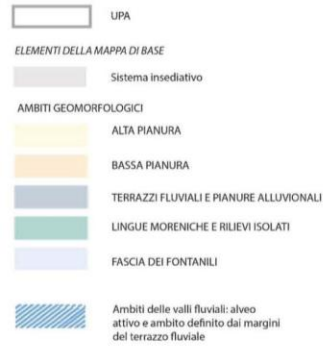 UPA
ELEMENTI DELLA MAPPA DI BASE
Sistema insediativo
AMBITI GEOMORFOLOGICI
ALTA PIANURA
BASSA PIANURA
TERRAZZI FLUVIALI E PIANURE ALLUVIONALI
LINGUE MORENICHE E RILIEVI ISOLATI
FASCIA DEI FONTANILI
Ambiti delle valli fluviali: alveo
attivo e ambito definito dai margini
del terrazzo fluviale